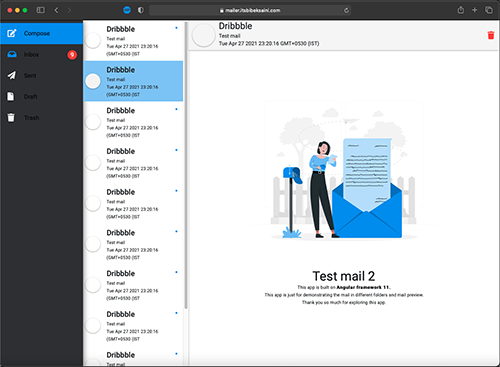 mailer.itsbibeksaini.com
Compose
Inbox
9
Sent
Draft
Trash
Dribbble
Test mail
Tue Apr 27 2021 23:20:16
(GMT+0530 (IST
Dribbble
Test mail
Tue Apr 27 2021 23:20:16
(GMT+0530 (IST
Dribbble
Test mail
Tue Apr 27 2021 23:20:16
(GMT+0530 (IST
Dribbble
Test mail
Tue Apr 27 2021 23:20:16
(GMT+0530 (IST
Dribbble
Test mail
Tue Apr 27 2021 23:20:16
(GMT+0530 (IST
Dribbble
Test mail
Tue Apr 27 2021 23:20:16
(GMT+0530 (IST
Dribbble
Test mail
Tue Apr 27 2021 23:20:16
(GMT+0530 (IST
Dribbble
Test mail
Tue Apr 27 2021 23:20:16
(GMT+0530 (IST
Dribbble
Test mail
Tue Apr 27 2021 23:20:16
Dribbble
Test mail
Tue Apr 27 2021 23:20:16 GMT+0530 (IST)
Test mail 2
This app is built on Angular framework 11.
This app is just for demonstrating the mail in different folders and mail preview.
Thank you so much for exploring this app.